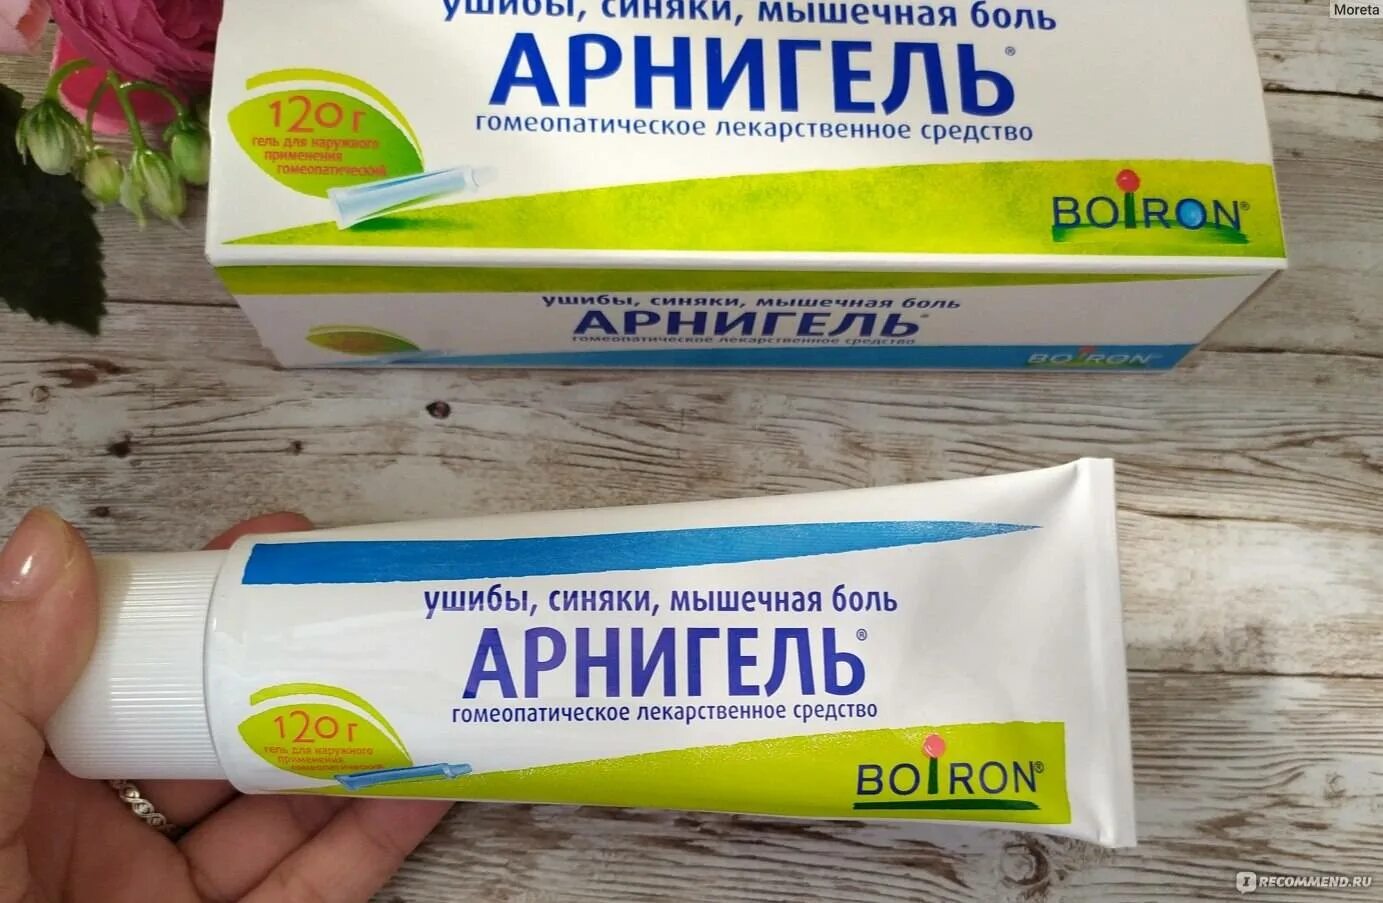 Moreta
ушибы, синяки, мышечная боль
АРНИГЕЛЬ®
гомеопатическое лекарственное средство
120 г
гель для наружного
применения
гомеопатический
BOIRON®
ушибы, синяки, мышечная боль
АРНИГЕЛЬ®
гомеопатическое лекарственное средство
BOIRON
ушибы, синяки, мышечная боль
АРНИГЕЛЬ®
гомеопатическое лекарственное средство
120 г
гель для наружного
применения
гомеопатический
BOIRON®
IRECOMMEND.RU